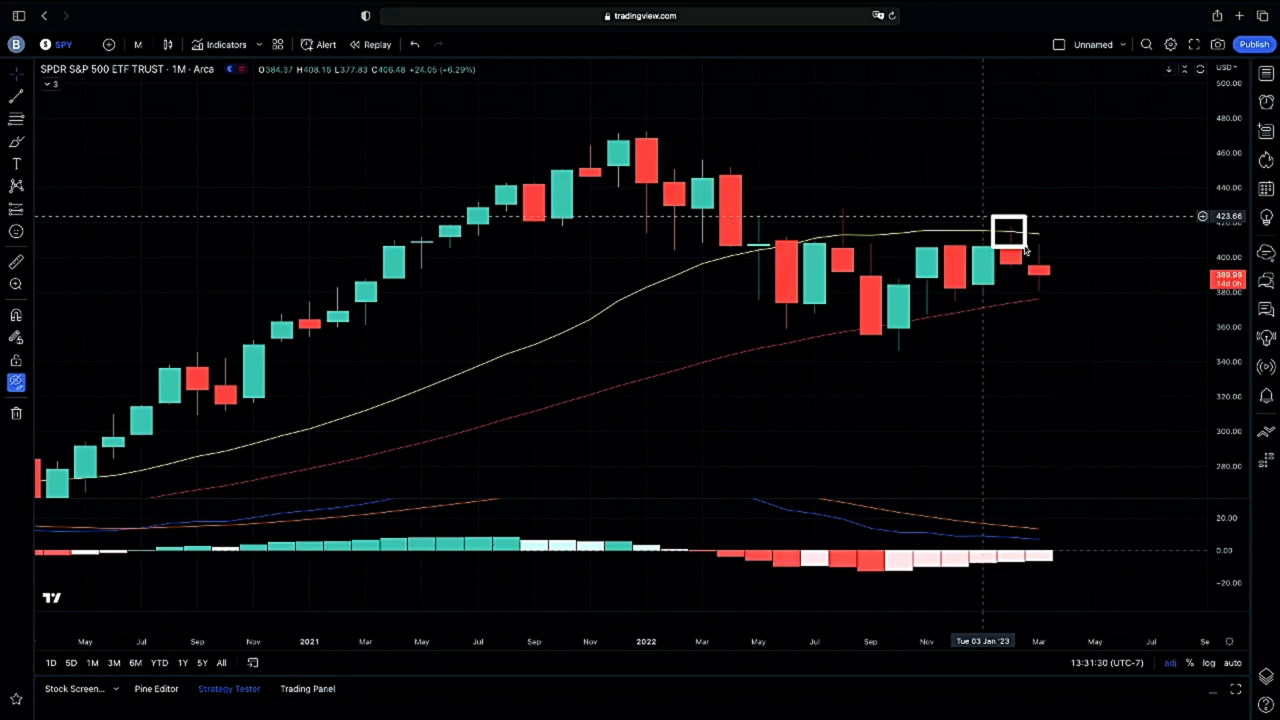 tradingview.com
B SPY M Indicators Alert Replay Unnamed Publish
SPDR S&P 500 ETF TRUST · 1M · Arca O384.37 H408.16 L377.83 C406.48 +24.05 (+6.29%) USD
3
500.00
480.00
460.00
440.00
423.66
400.00
389.99
14d 0h
380.00
360.00
340.00
320.00
300.00
280.00
20.00
0.00
−20.00
May Jul Sep Nov 2021 Mar May Jul Sep Nov 2022 Mar May Jul Sep Nov Tue 03 Jan '23 Mar May Jul Se
1D 5D 1M 3M 6M YTD 1Y 5Y All 13:31:30 (UTC-7) adj % log auto
Stock Screen... Pine Editor Strategy Tester Trading Panel